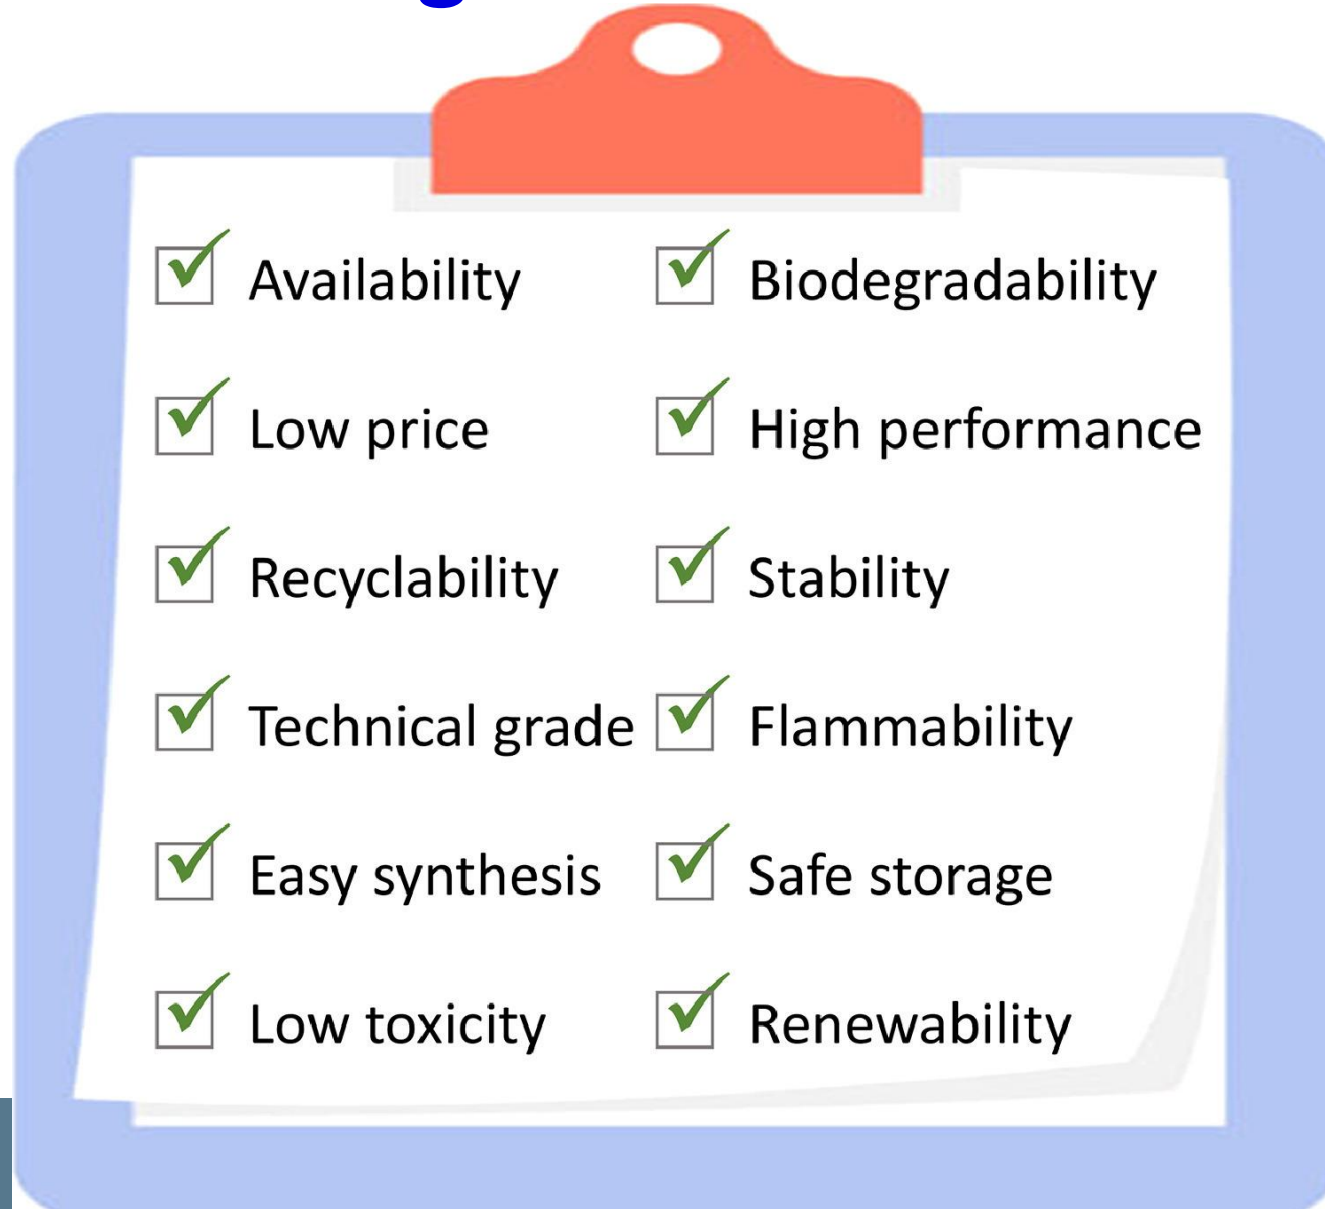 Availability
Low price
Recyclability
Technical grade
Easy synthesis
Low toxicity
Biodegradability
High performance
Stability
Flammability
Safe storage
Renewability